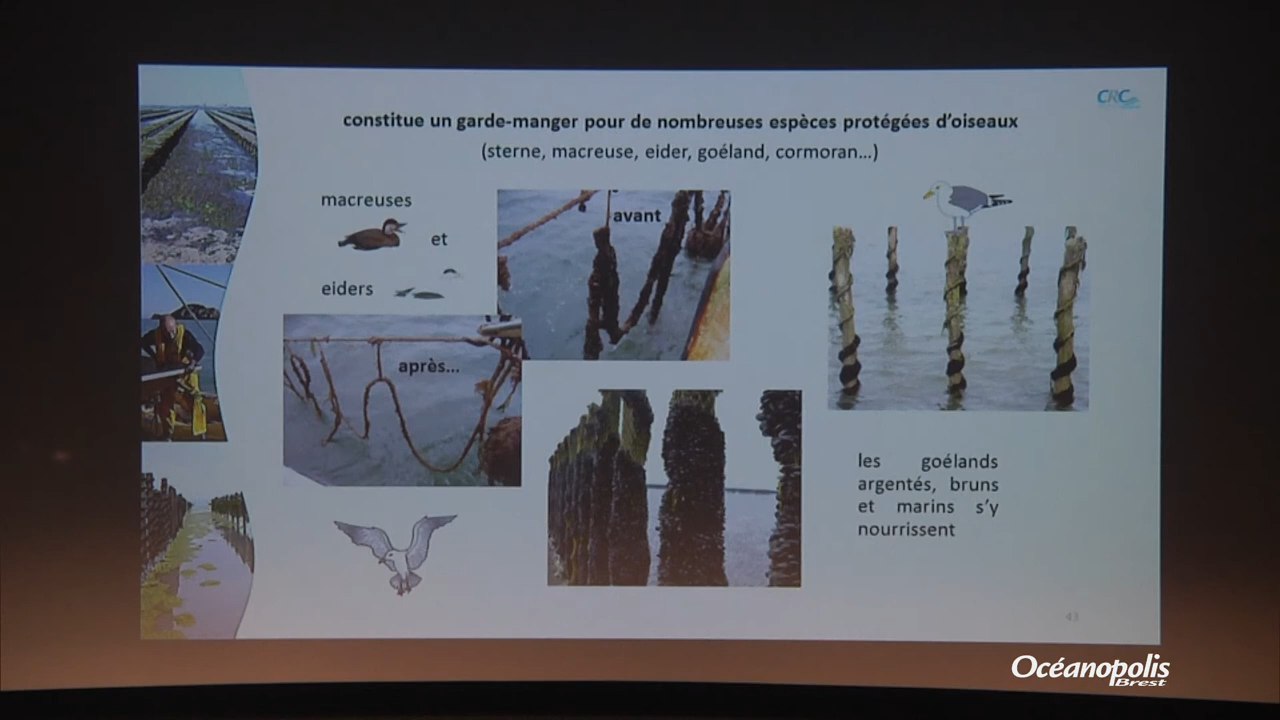 CRC
constitue un garde-manger pour de nombreuses espèces protégées d'oiseaux
(sterne, macreuse, eider, goéland, cormoran...)
macreuses
et
eiders
avant
après...
les goélands
argentés, bruns
et marins s'y
nourrissent
Océanopolis
Brest